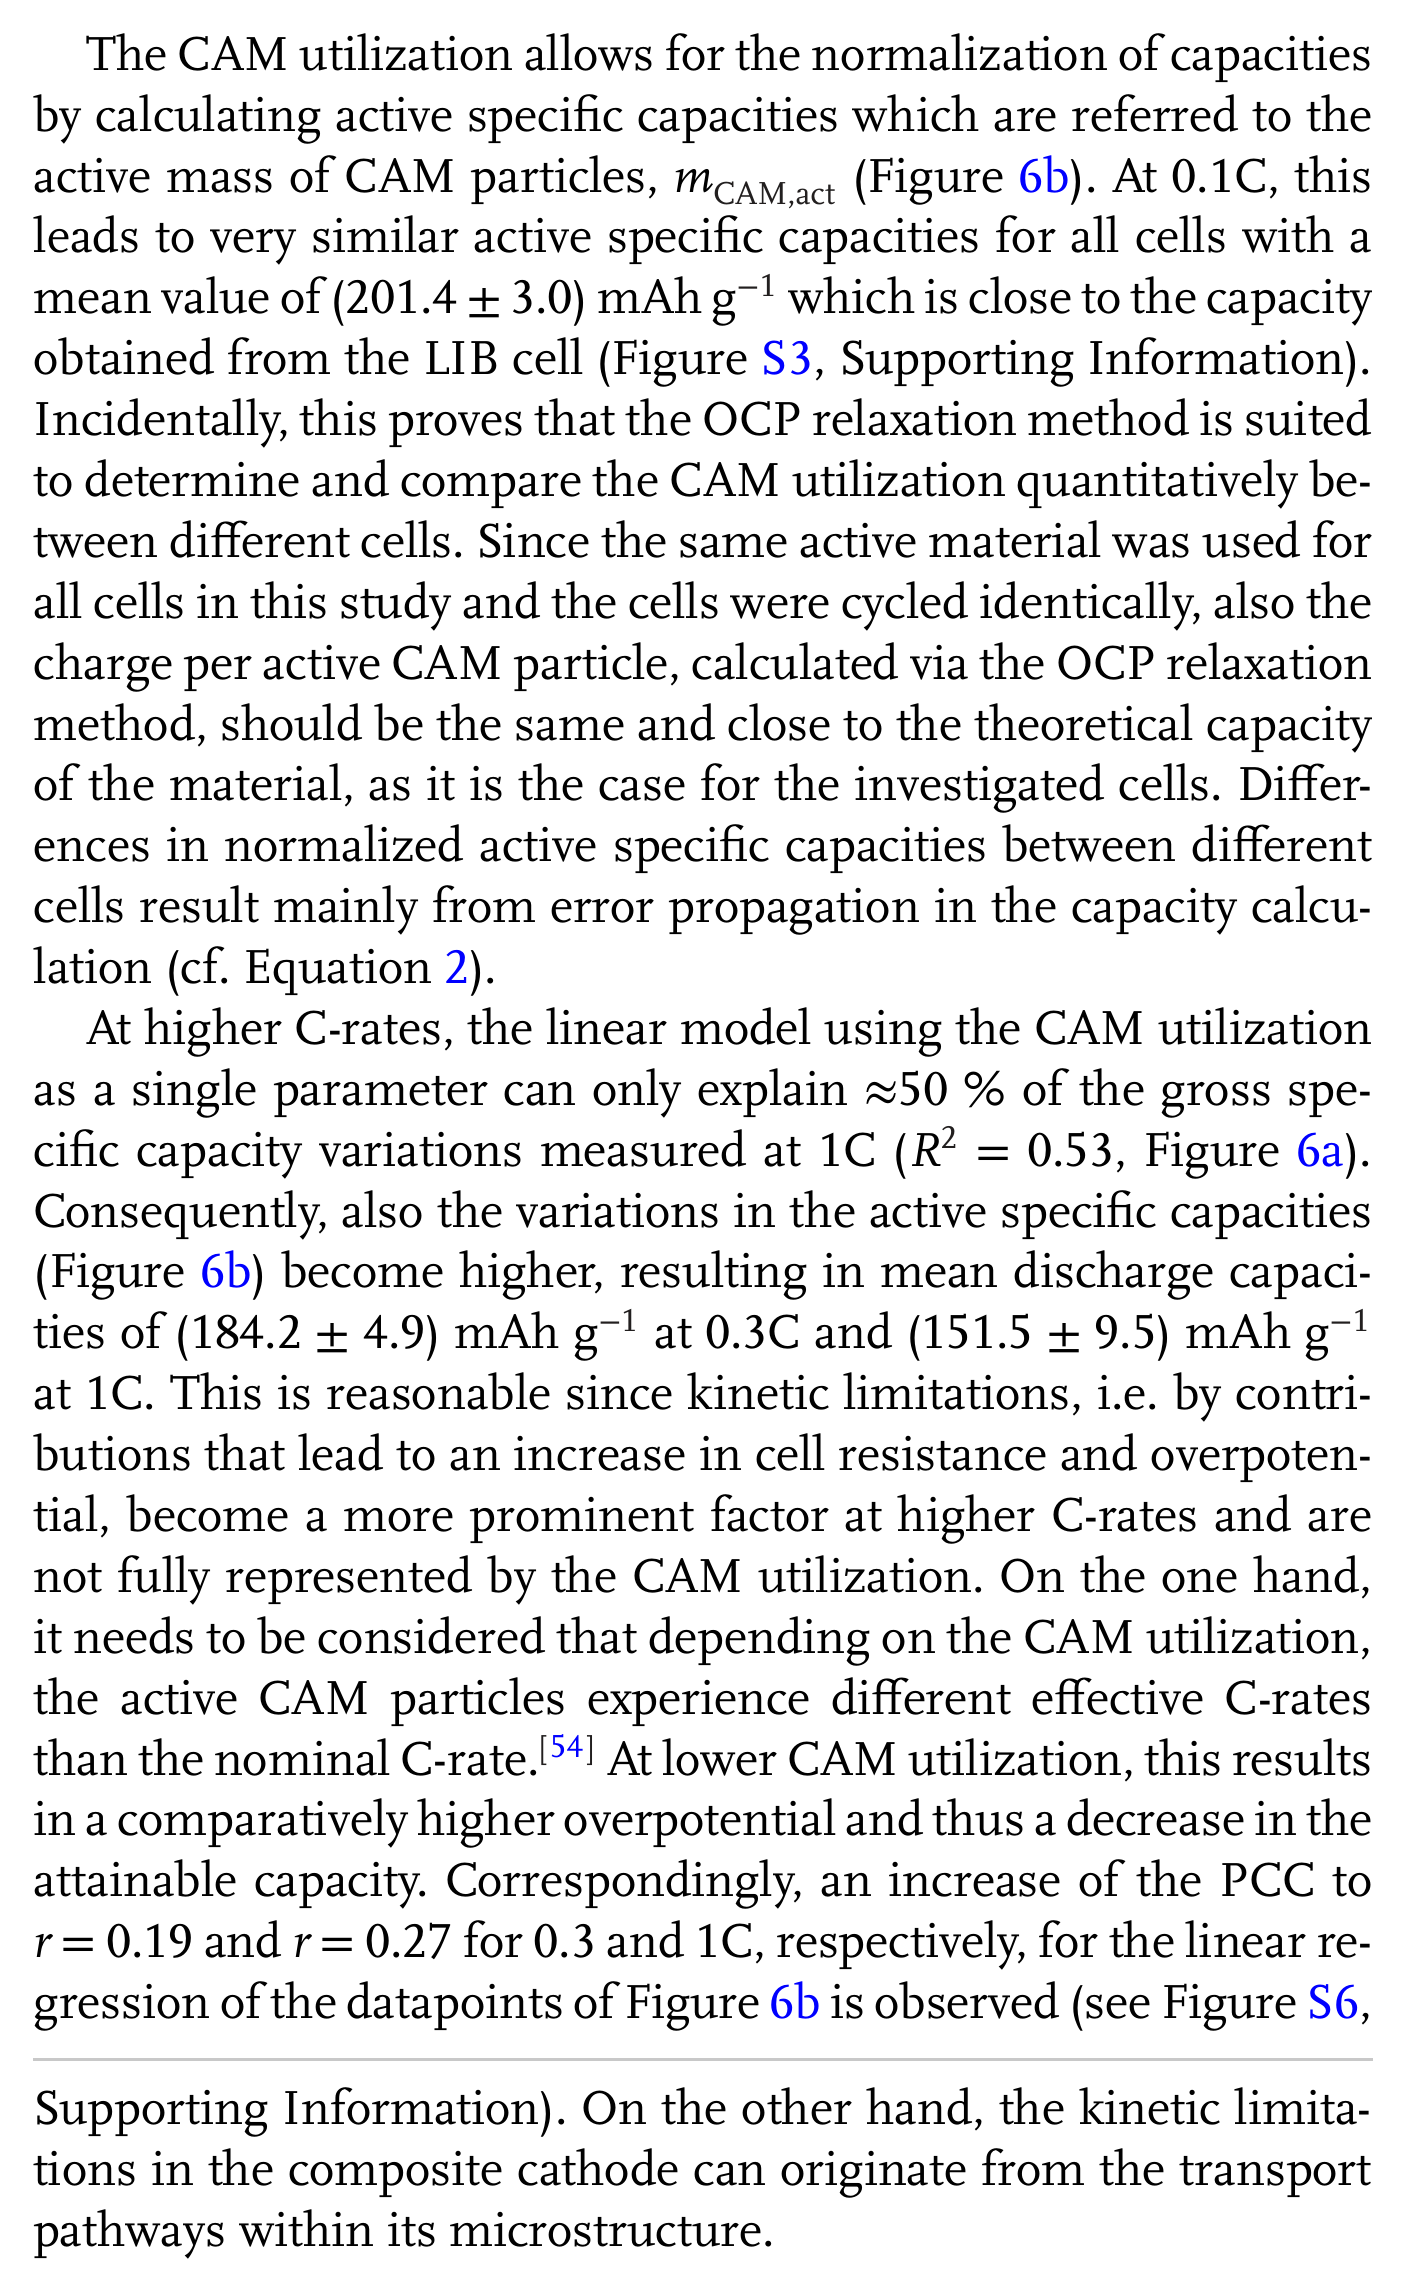 The CAM utilization allows for the normalization of capacities
by calculating active specific capacities which are referred to the
active mass of CAM particles, mCAM,act (Figure 6b). At 0.1C, this
leads to very similar active specific capacities for all cells with a
mean value of (201.4 ± 3.0) mAh g⁻¹ which is close to the capacity
obtained from the LIB cell (Figure S3, Supporting Information).
Incidentally, this proves that the OCP relaxation method is suited
to determine and compare the CAM utilization quantitatively be-
tween different cells. Since the same active material was used for
all cells in this study and the cells were cycled identically, also the
charge per active CAM particle, calculated via the OCP relaxation
method, should be the same and close to the theoretical capacity
of the material, as it is the case for the investigated cells. Differ-
ences in normalized active specific capacities between different
cells result mainly from error propagation in the capacity calcu-
lation (cf. Equation 2).
At higher C-rates, the linear model using the CAM utilization
as a single parameter can only explain ≈50 % of the gross spe-
cific capacity variations measured at 1C (R² = 0.53, Figure 6a).
Consequently, also the variations in the active specific capacities
(Figure 6b) become higher, resulting in mean discharge capaci-
ties of (184.2 ± 4.9) mAh g⁻¹ at 0.3C and (151.5 ± 9.5) mAh g⁻¹
at 1C. This is reasonable since kinetic limitations, i.e. by contri-
butions that lead to an increase in cell resistance and overpoten-
tial, become a more prominent factor at higher C-rates and are
not fully represented by the CAM utilization. On the one hand,
it needs to be considered that depending on the CAM utilization,
the active CAM particles experience different effective C-rates
than the nominal C-rate.[54] At lower CAM utilization, this results
in a comparatively higher overpotential and thus a decrease in the
attainable capacity. Correspondingly, an increase of the PCC to
r = 0.19 and r = 0.27 for 0.3 and 1C, respectively, for the linear re-
gression of the datapoints of Figure 6b is observed (see Figure S6,
Supporting Information). On the other hand, the kinetic limita-
tions in the composite cathode can originate from the transport
pathways within its microstructure.